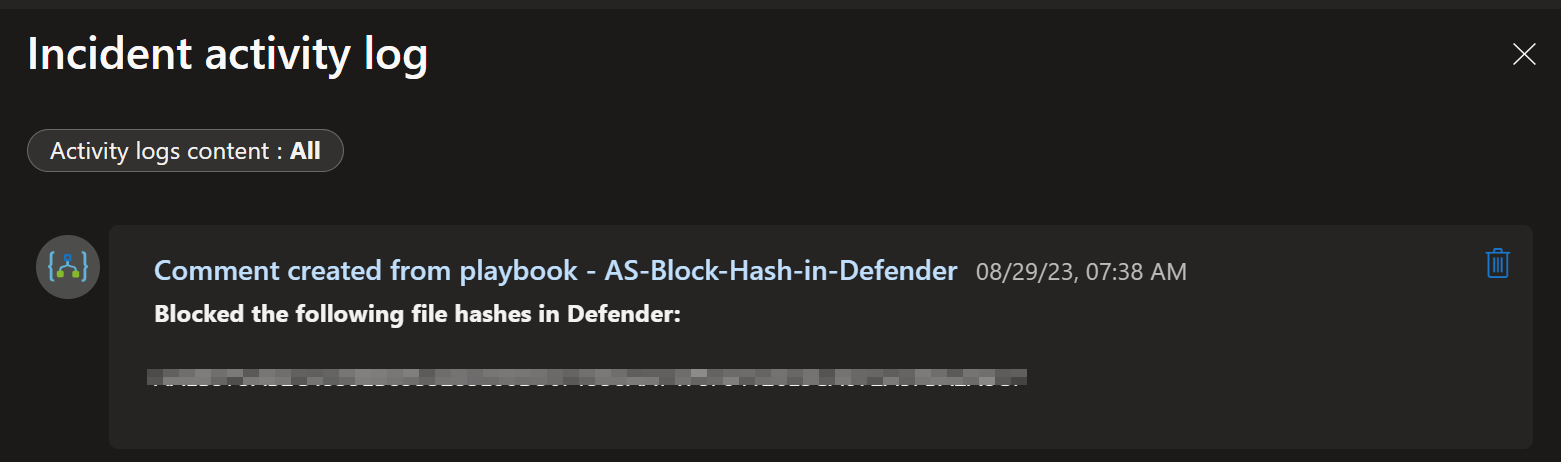 Incident activity log
Activity logs content : All
Comment created from playbook - AS-Block-Hash-in-Defender 08/29/23, 07:38 AM
Blocked the following file hashes in Defender: